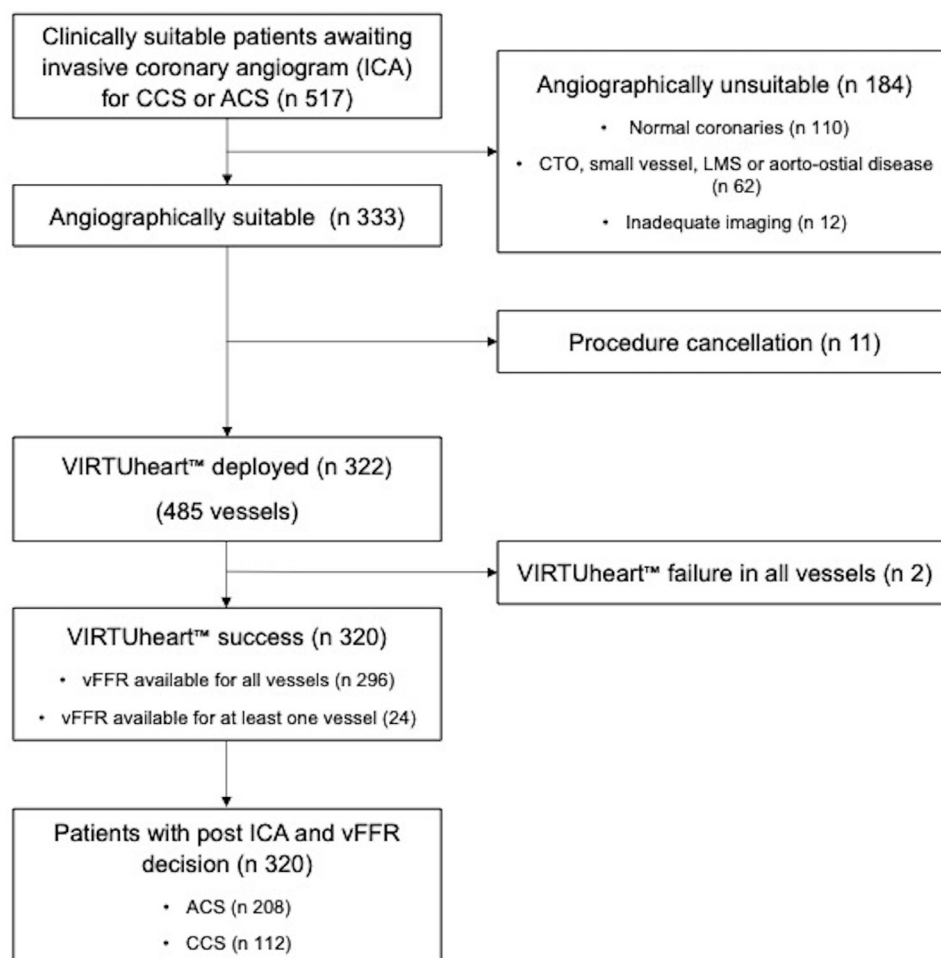 Clinically suitable patients awaiting
invasive coronary angiogram (ICA)
for CCS or ACS (n 517)
Angiographically unsuitable (n 184)
• Normal coronaries (n 110)
• CTO, small vessel, LMS or aorto-ostial disease
(n 62)
• Inadequate imaging (n 12)
Angiographically suitable (n 333)
Procedure cancellation (n 11)
VIRTUheart™ deployed (n 322)
(485 vessels)
VIRTUheart™ failure in all vessels (n 2)
VIRTUheart™ success (n 320)
• vFFR available for all vessels (n 296)
• vFFR available for at least one vessel (24)
Patients with post ICA and vFFR
decision (n 320)
• ACS (n 208)
• CCS (n 112)